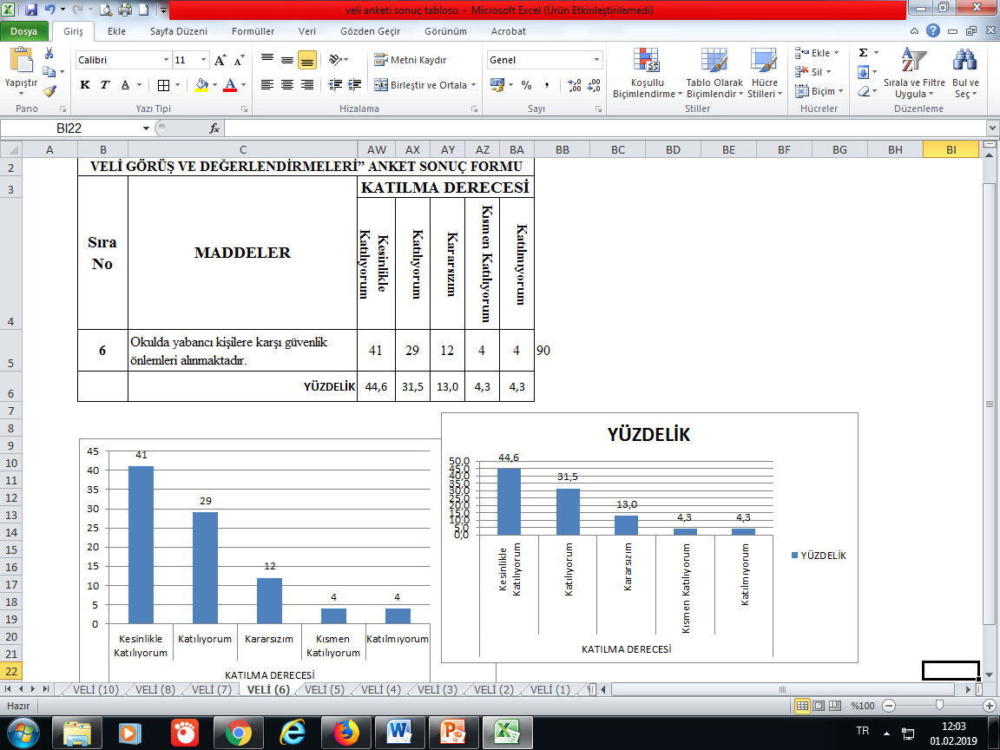 veli anketi sonuç tablosu - Microsoft Excel (Ürün Etkinleştirilemedi)
Dosya Giriş Ekle Sayfa Düzeni Formüller Veri Gözden Geçir Görünüm Acrobat
Yapıştır
Calibri 11
K T A
Metni Kaydır
Birleştir ve Ortala
Genel
% ,
Koşullu Biçimlendirme
Tablo Olarak Biçimlendir
Hücre Stilleri
Ekle
Sil
Biçim
Sırala ve Filtre Uygula
Bul ve Seç
Pano Yazı Tipi Hizalama Sayı Stiller Hücreler Düzenleme
BI22 fx
A B C AW AX AY AZ BA BB BC BD BE BF BG BH BI
2 VELİ GÖRÜŞ VE DEĞERLENDİRMELERİ” ANKET SONUÇ FORMU
3 KATILMA DERECESİ
Sıra No
MADDELER
Kesinlikle Katılıyorum
Katılıyorum
Kararsızım
Kısmen Katılıyorum
Katılmıyorum
4
6 Okulda yabancı kişilere karşı güvenlik
önlemleri alınmaktadır. 41 29 12 4 4 90
5
6 YÜZDELİK 44,6 31,5 13,0 4,3 4,3
7
8
9
10
11
12
13
14
15
16
17
18
19
20
21
22
45
40
35
30
25
20
15
10
5
0
41
29
12
4
4
Kesinlikle Katılıyorum
Katılıyorum
Kararsızım
Kısmen Katılıyorum
Katılmıyorum
KATILMA DERECESİ
YÜZDELİK
50,0
45,0
40,0
35,0
30,0
25,0
20,0
15,0
10,0
5,0
0,0
44,6
31,5
13,0
4,3
4,3
Kesinlikle Katılıyorum
Katılıyorum
Kararsızım
Kısmen Katılıyorum
Katılmıyorum
KATILMA DERECESİ
YÜZDELİK
VELİ (10) VELİ (8) VELİ (7) VELİ (6) VELİ (5) VELİ (4) VELİ (3) VELİ (2) VELİ (1)
Hazır %100
TR 12:03
01.02.2019